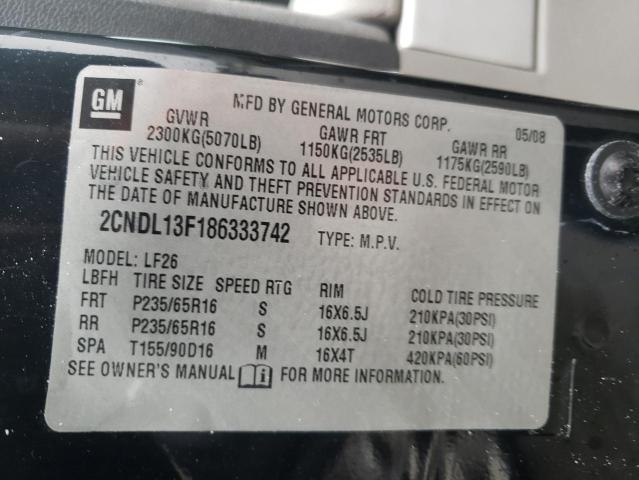 GM
MFD BY GENERAL MOTORS CORP. 05/08
GVWR GAWR FRT GAWR RR
2300KG(5070LB) 1150KG(2535LB) 1175KG(2590LB)
THIS VEHICLE CONFORMS TO ALL APPLICABLE U.S. FEDERAL MOTOR
VEHICLE SAFETY AND THEFT PREVENTION STANDARDS IN EFFECT ON
THE DATE OF MANUFACTURE SHOWN ABOVE.
2CNDL13F186333742 TYPE: M.P.V.
MODEL: LF26
LBFH TIRE SIZE SPEED RTG RIM COLD TIRE PRESSURE
FRT P235/65R16 S 16X6.5J 210KPA(30PSI)
RR P235/65R16 S 16X6.5J 210KPA(30PSI)
SPA T155/90D16 M 16X4T 420KPA(60PSI)
SEE OWNER'S MANUAL FOR MORE INFORMATION.